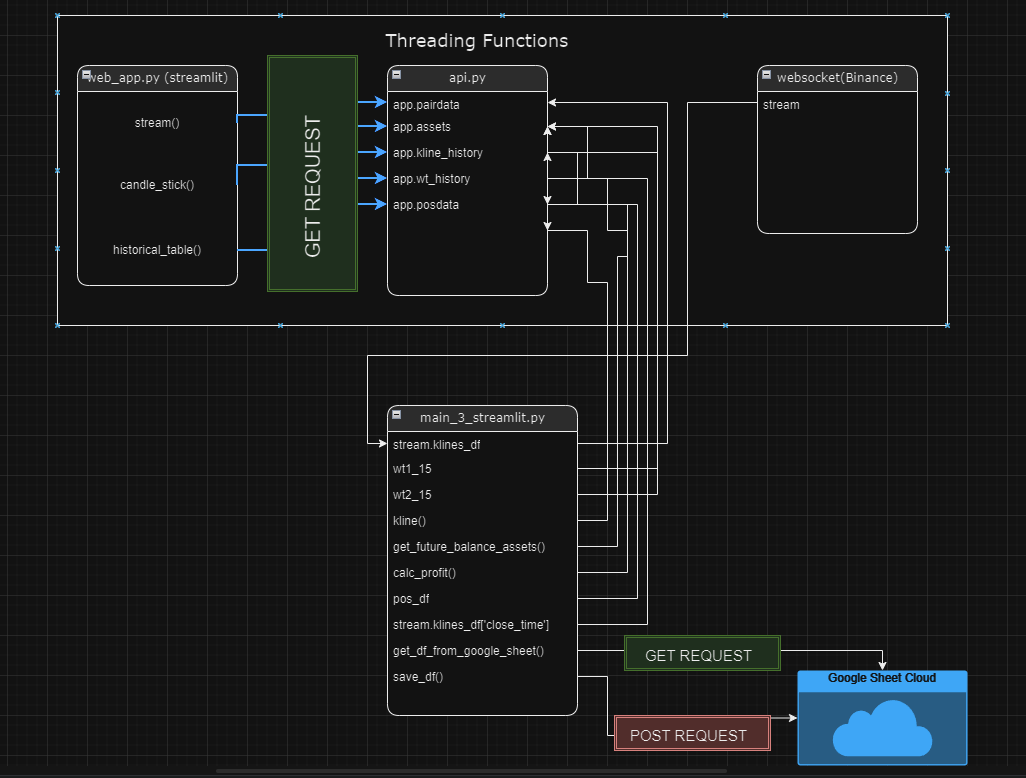 Threading Functions
web_app.py (streamlit)
stream()
candle_stick()
historical_table()
GET REQUEST
api.py
app.pairdata
app.assets
app.kline_history
app.wt_history
app.posdata
websocket(Binance)
stream
main_3_streamlit.py
stream.klines_df
wt1_15
wt2_15
kline()
get_future_balance_assets()
calc_profit()
pos_df
stream.klines_df['close_time']
get_df_from_google_sheet()
save_df()
GET REQUEST
POST REQUEST
Google Sheet Cloud